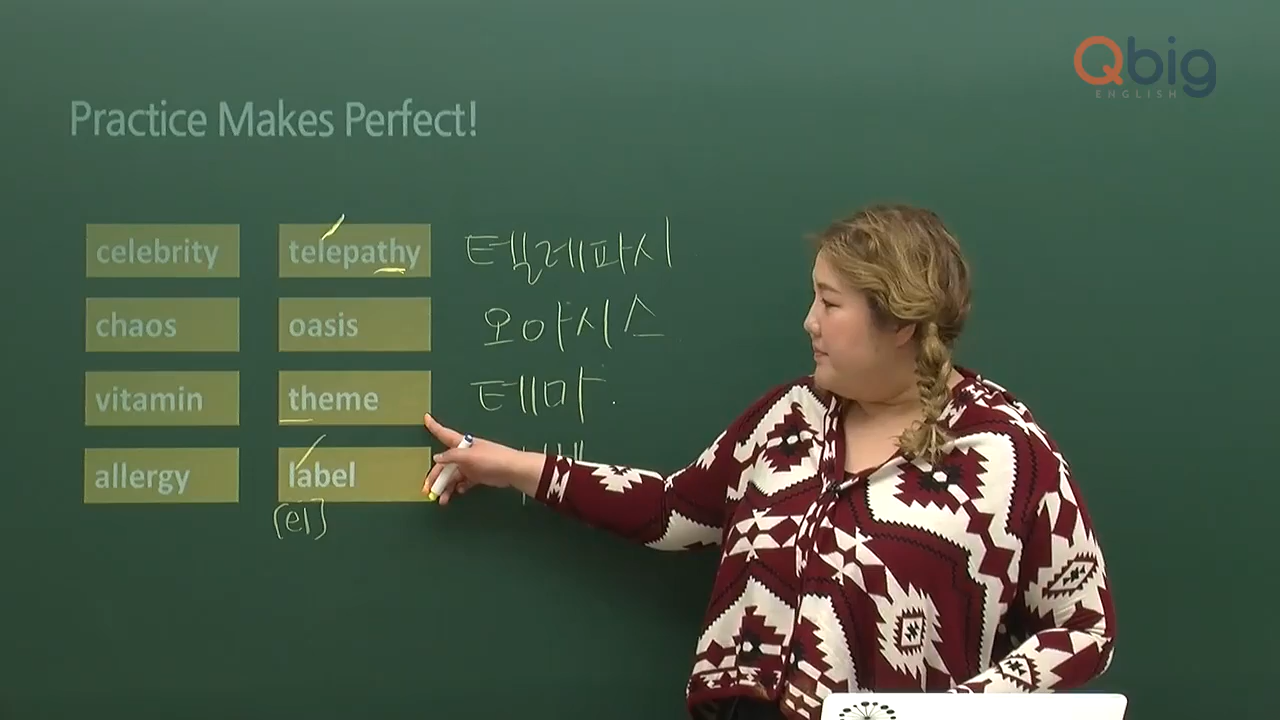 Qbig
ENGLISH
Practice Makes Perfect!
celebrity telepathy 텔레파시
chaos oasis 오아시스
vitamin theme 테마
allergy label
[eI]